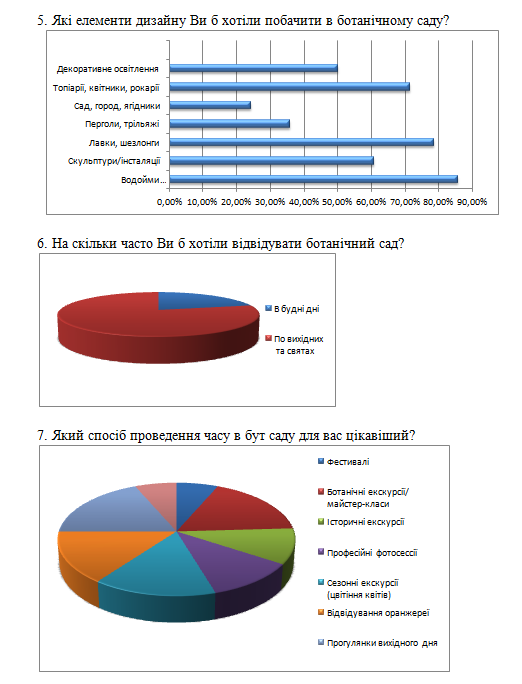 5. Які елементи дизайну Ви б хотіли побачити в ботанічному саду?
Декоративне освітлення
Топіарії, квітники, рокарії
Сад, город, ягідники
Перголи, трільяжі
Лавки, шезлонги
Скульптури/інсталяції
Водойми...
0,00% 10,00% 20,00% 30,00% 40,00% 50,00% 60,00% 70,00% 80,00% 90,00%
6. На скільки часто Ви б хотіли відвідувати ботанічний сад?
В будні дні
По вихідних
та святах
7. Який спосіб проведення часу в бут саду для вас цікавіший?
Фестивалі
Ботанічні екскурсії/
майстер-класи
Історичні екскурсії
Професійні фотосессії
Сезонні екскурсії
(цвітіння квітів)
Відвідування оранжереї
Прогулянки вихідного дня